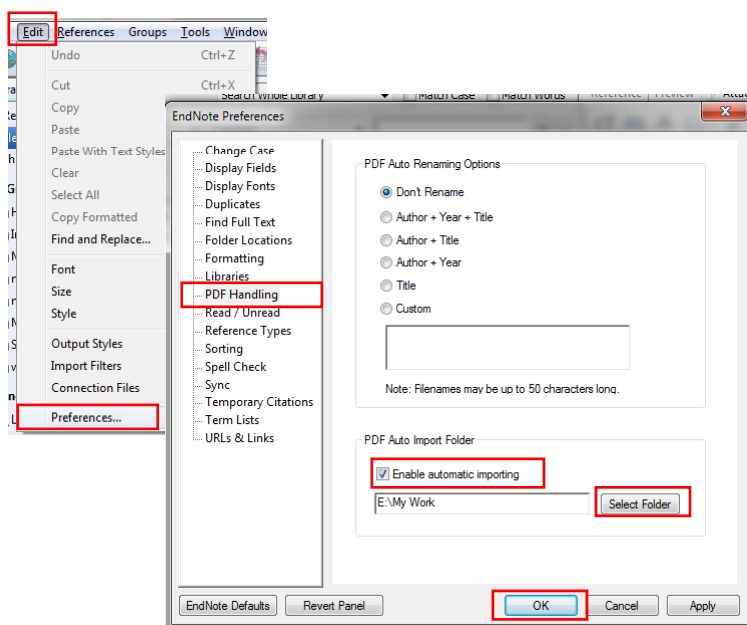 Edit References Groups Tools Window
Undo Ctrl+Z
Cut Ctrl+X
Copy
Paste
Paste With Text Styles
Clear
Select All
Copy Formatted
Find and Replace...
Font
Size
Style
Output Styles
Import Filters
Connection Files
Preferences...
Search Whole Library Match Case Match Words Reference Preview
EndNote Preferences
Change Case
Display Fields
Display Fonts
Duplicates
Find Full Text
Folder Locations
Formatting
Libraries
PDF Handling
Read / Unread
Reference Types
Sorting
Spell Check
Sync
Temporary Citations
Term Lists
URLs & Links
PDF Auto Renaming Options
Don't Rename
Author + Year + Title
Author + Title
Author + Year
Title
Custom
Note: Filenames may be up to 50 characters long.
PDF Auto Import Folder
Enable automatic importing
E:\My Work Select Folder
EndNote Defaults Revert Panel OK Cancel Apply